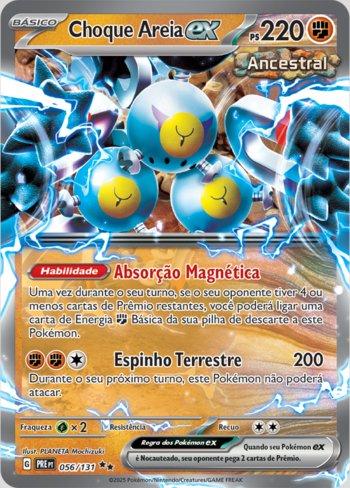 BÁSICO
Choque Areia ex PS 220
Ancestral
Habilidade Absorção Magnética
Uma vez durante o seu turno, se o seu oponente tiver 4 ou
menos cartas de Prêmio restantes, você poderá ligar uma
carta de Energia Básica da sua pilha de descarte a este
Pokémon.
Espinho Terrestre 200
Durante o seu próximo turno, este Pokémon não poderá
atacar.
Fraqueza × 2 Resistência Recuo
Regra dos Pokémon ex Quando seu Pokémon ex
é Nocauteado, seu oponente pega 2 cartas de Prêmio.
Ilust. PLANETA Mochizuki
G PRE PT 056/131
©2025 Pokémon/Nintendo/Creatures/GAME FREAK